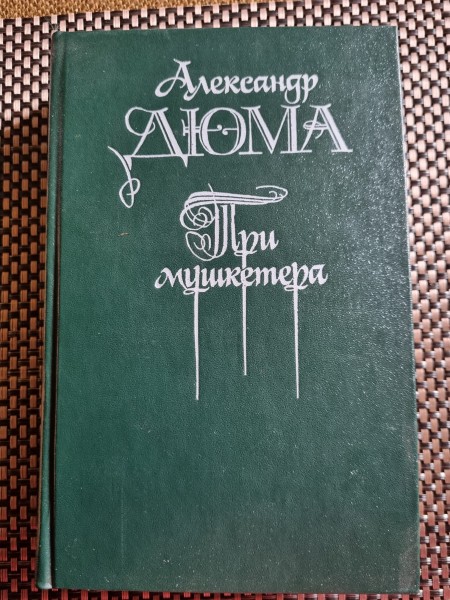 Александр
ДЮМА
Три
мушкетера